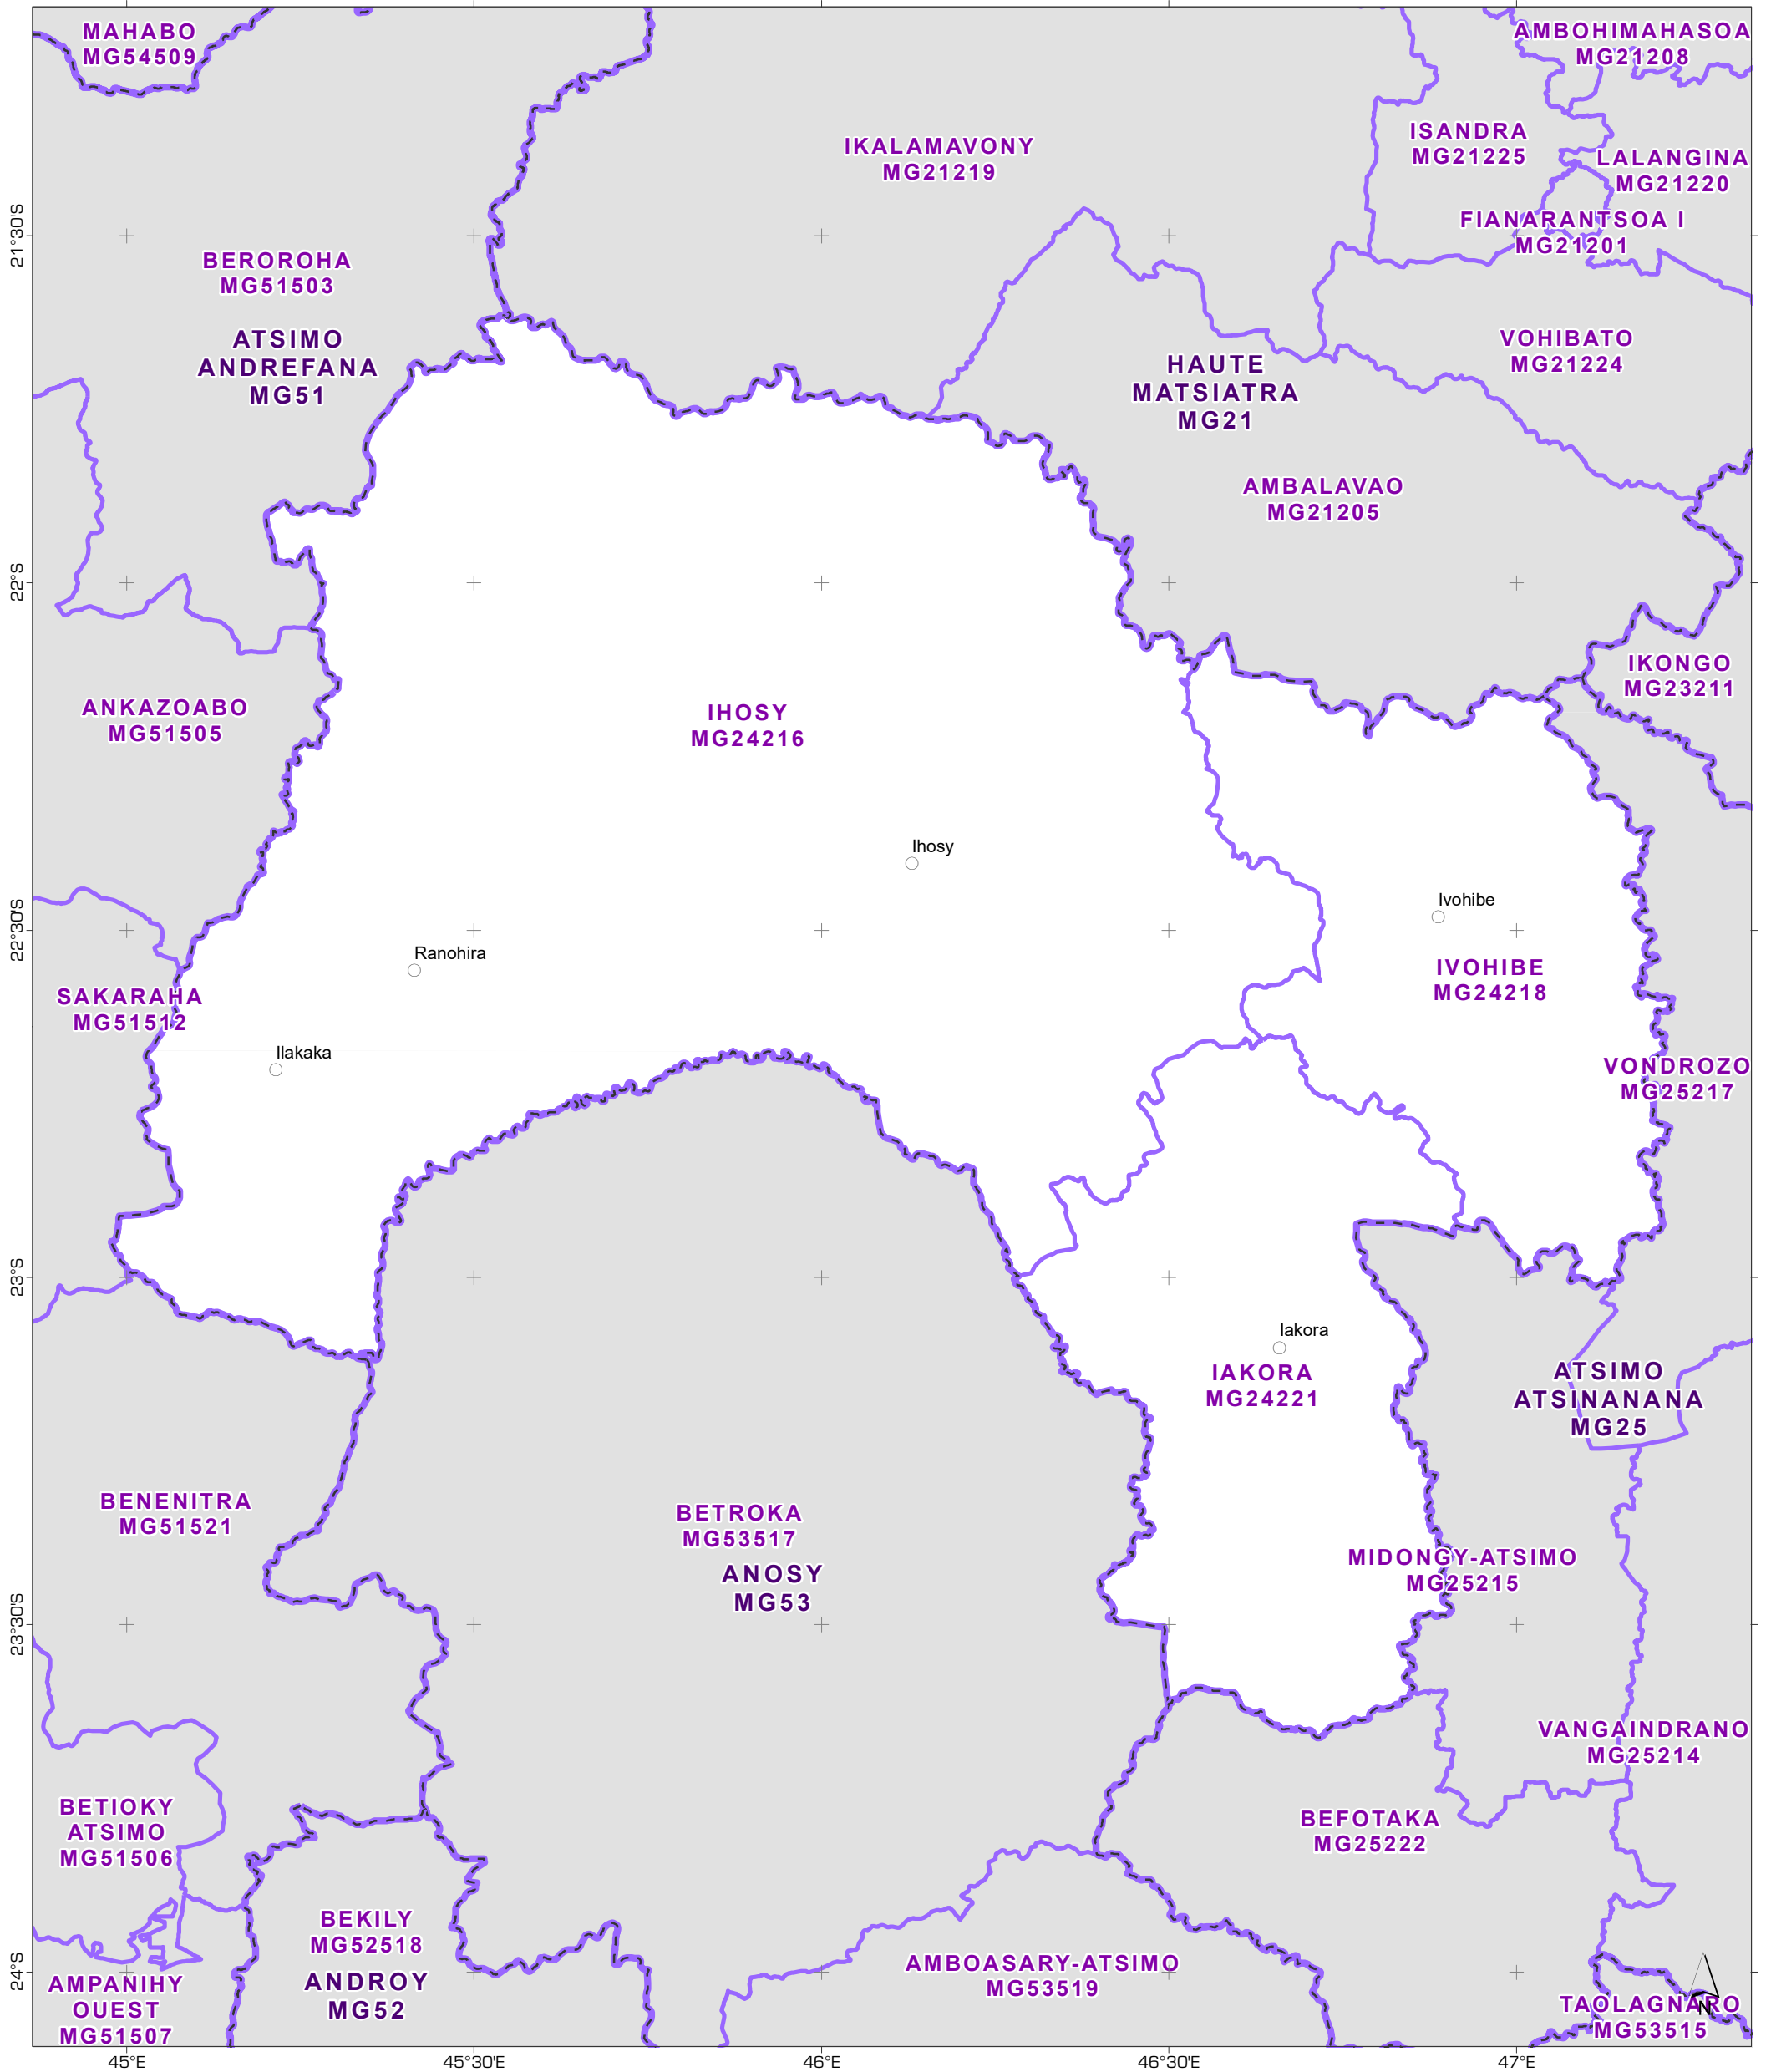 MAHABO
MG54509
AMBOHIMAHASOA
MG21208
IKALAMAVONY
MG21219
ISANDRA
MG21225
LALANGINA
MG21220
FIANARANTSOA I
MG21201
21°30'S
BEROROHA
MG51503
ATSIMO
ANDREFANA
MG51
HAUTE
MATSIATRA
MG21
VOHIBATO
MG21224
AMBALAVAO
MG21205
22°S
IKONGO
MG23211
ANKAZOABO
MG51505
IHOSY
MG24216
Ihosy
Ivohibe
22°30'S
Ranohira
IVOHIBE
MG24218
SAKARAHA
MG51512
Ilakaka
VONDROZO
MG25217
23°S
Iakora
IAKORA
MG24221
ATSIMO
ATSINANANA
MG25
BENENITRA
MG51521
BETROKA
MG53517
ANOSY
MG53
MIDONGY-ATSIMO
MG25215
23°30'S
VANGAINDRANO
MG25214
BETIOKY
ATSIMO
MG51506
BEFOTAKA
MG25222
BEKILY
MG52518
ANDROY
MG52
AMBOASARY-ATSIMO
MG53519
24°S
AMPANIHY
OUEST
MG51507
TAOLAGNARO
MG53515
N
45°E
45°30'E
46°E
46°30'E
47°E